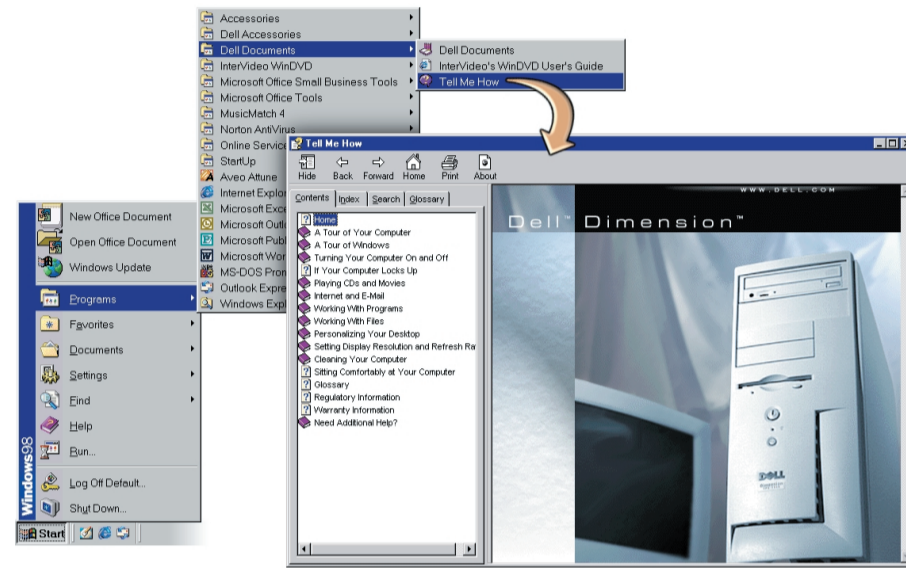 Accessories
Dell Accessories
Dell Documents
InterVideo WinDVD
Microsoft Office Small Business Tools
Microsoft Office Tools
MusicMatch 4
Norton AntiVirus
Online Service
StartUp
Aveo Attune
Internet Explo
Microsoft Exce
Microsoft Outl
Microsoft Publ
Microsoft Wor
MS-DOS Pro
Outlook Expre
Windows Expl
Dell Documents
InterVideo's WinDVD User's Guide
Tell Me How
New Office Document
Open Office Document
Windows Update
Programs
Favorites
Documents
Settings
Find
Help
Run...
Log Off Default...
Shut Down...
Windows98
Start
Tell Me How
Hide Back Forward Home Print About
Contents Index Search Glossary
Home
A Tour of Your Computer
A Tour of Windows
Turning Your Computer On and Off
If Your Computer Locks Up
Playing CDs and Movies
Internet and E-Mail
Working With Programs
Working With Files
Personalizing Your Desktop
Setting Display Resolution and Refresh Ra
Cleaning Your Computer
Sitting Comfortably at Your Computer
Glossary
Regulatory Information
Warranty Information
Need Additional Help?
WWW.DELL.COM
Dell™ Dimension™
DELL